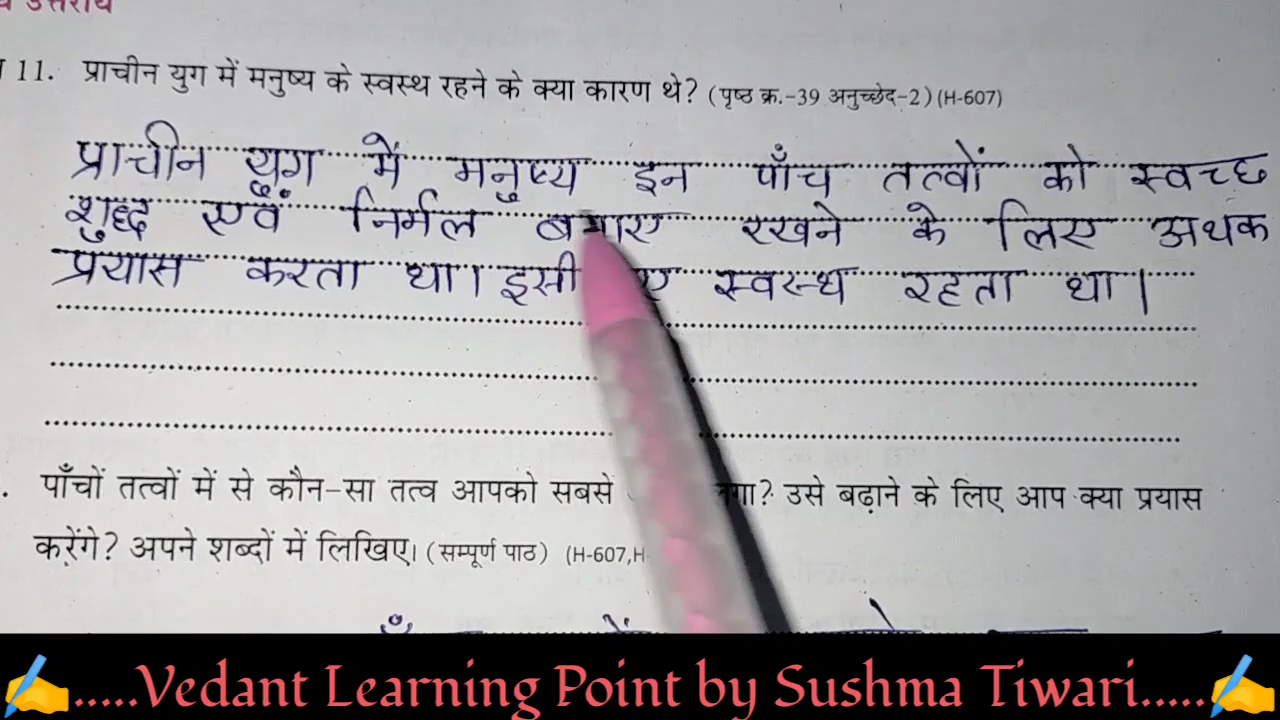 उत्तरीय
11. प्राचीन युग में मनुष्य के स्वस्थ रहने के क्या कारण थे? (पृष्ठ क्र.-39 अनुच्छेद-2) (H-607)
प्राचीन युग में मनुष्य इन पाँच तत्वों को स्वच्छ
शुद्ध एवं निर्मल बनाए रखने के लिए अथक
प्रयास करता था। इसी स्वस्थ रहता था।
पाँचों तत्वों में से कौन-सा तत्व आपको सबसे उसे बढ़ाने के लिए आप क्या प्रयास
करेंगे? अपने शब्दों में लिखिए। (सम्पूर्ण पाठ) (H-607,
✍️.....Vedant Learning Point by Sushma Tiwari.....✍️